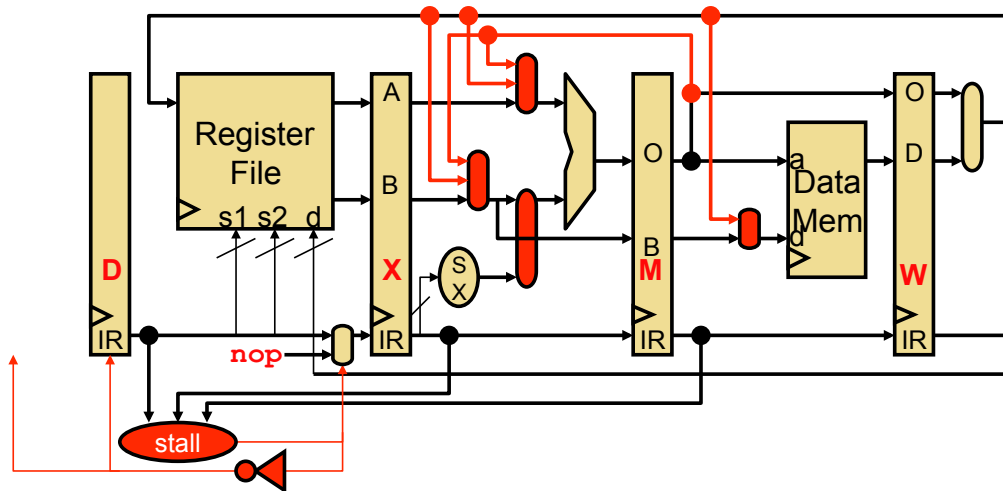 A
O
Register
File
B
O
a
D
Data
Mem
s1 s2 d
B
d
D
X
S
X
M
W
IR
nop
IR
IR
IR
stall